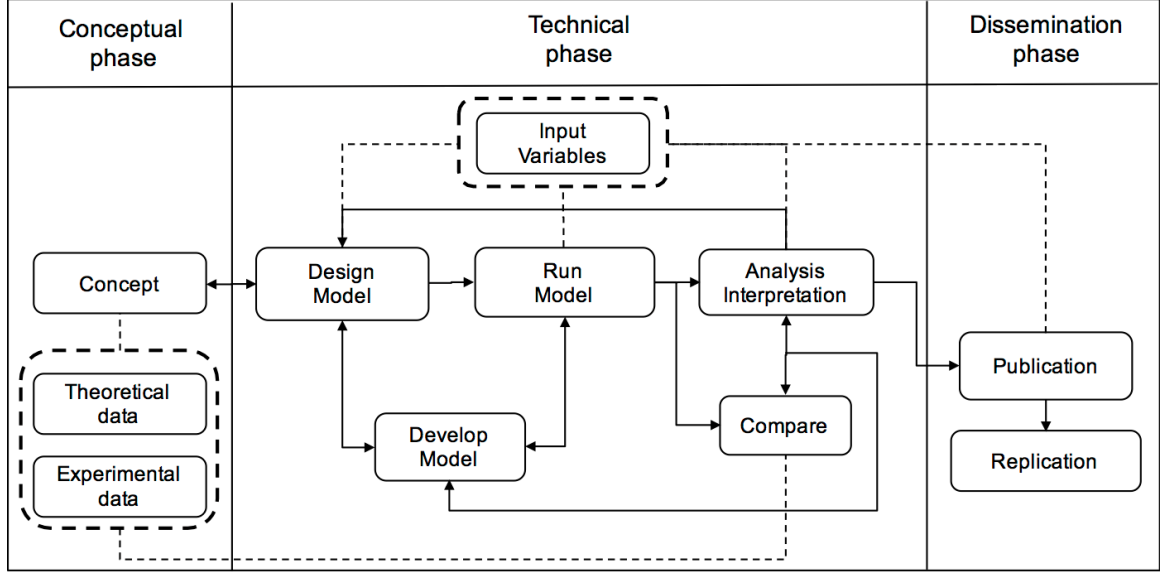 Conceptual
phase
Technical
phase
Dissemination
phase
Input
Variables
Concept
Design
Model
Run
Model
Analysis
Interpretation
Theoretical
data
Experimental
data
Develop
Model
Compare
Publication
Replication